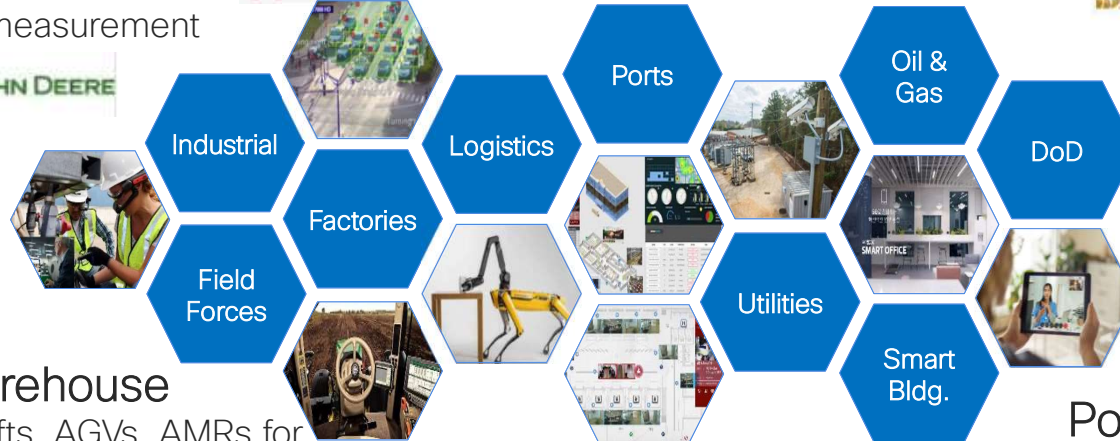 measurement
HN DEERE
Industrial
Logistics
Ports
Oil &
Gas
DoD
Factories
Field
Forces
Utilities
SMART OFFICE
Smart
Bldg.
rehouse
fts, AGVs, AMRs for
Po